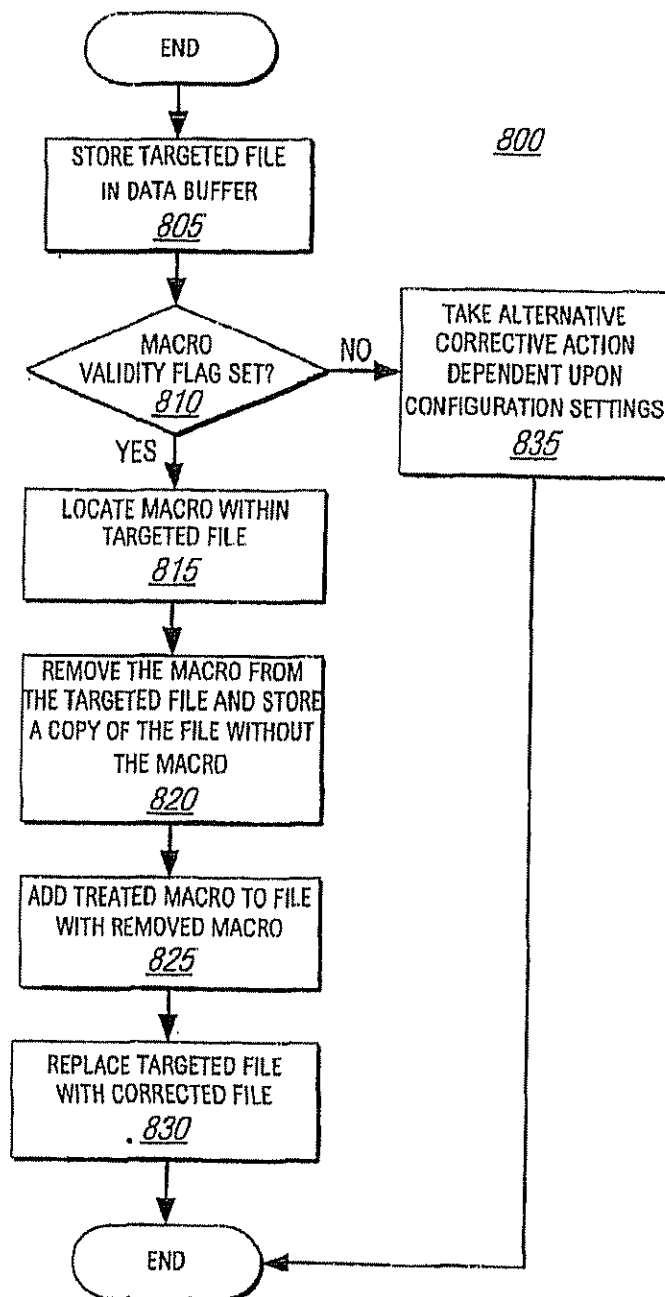 END
800
STORE TARGETED FILE
IN DATA BUFFER
805
MACRO
VALIDITY FLAG SET?
810
NO
YES
TAKE ALTERNATIVE
CORRECTIVE ACTION
DEPENDENT UPON
CONFIGURATION SETTINGS
835
LOCATE MACRO WITHIN
TARGETED FILE
815
REMOVE THE MACRO FROM
THE TARGETED FILE AND STORE
A COPY OF THE FILE WITHOUT
THE MACRO
820
ADD TREATED MACRO TO FILE
WITH REMOVED MACRO
825
REPLACE TARGETED FILE
WITH CORRECTED FILE
830
END